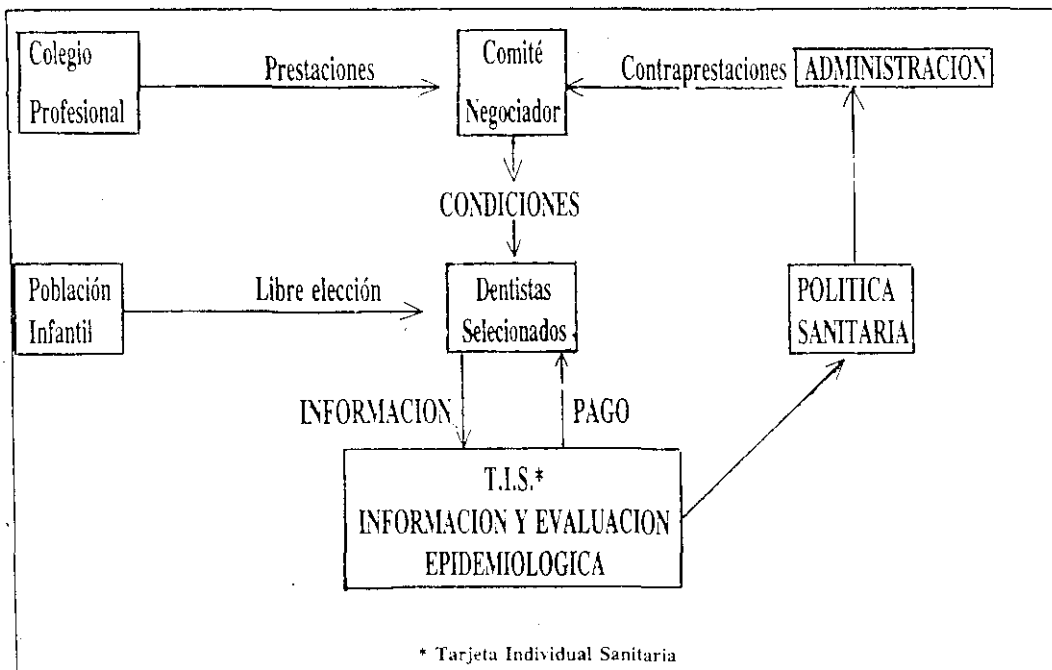 Colegio
Profesional
Prestaciones
Comité
Negociador
Contraprestaciones
ADMINISTRACION
CONDICIONES
Población
Infantil
Libre elección
Dentistas
Selecionados
POLITICA
SANITARIA
INFORMACION
PAGO
T.I.S.*
INFORMACION Y EVALUACION
EPIDEMIOLOGICA
* Tarjeta Individual Sanitaria